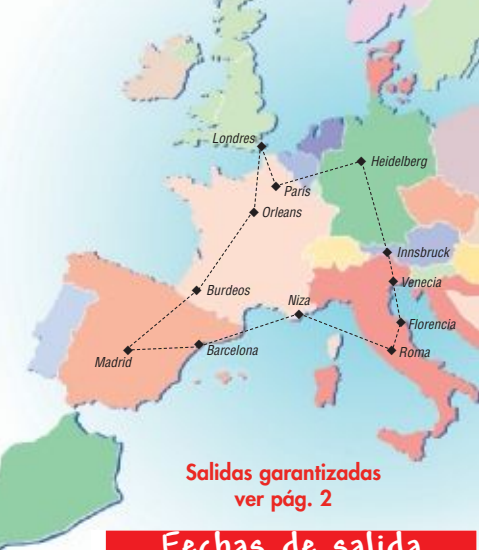 Londres
Heidelberg
París
Orleans
Innsbruck
Venecia
Burdeos
Niza
Florencia
Barcelona
Roma
Madrid
Salidas garantizadas
ver pág. 2
Fechas de salida